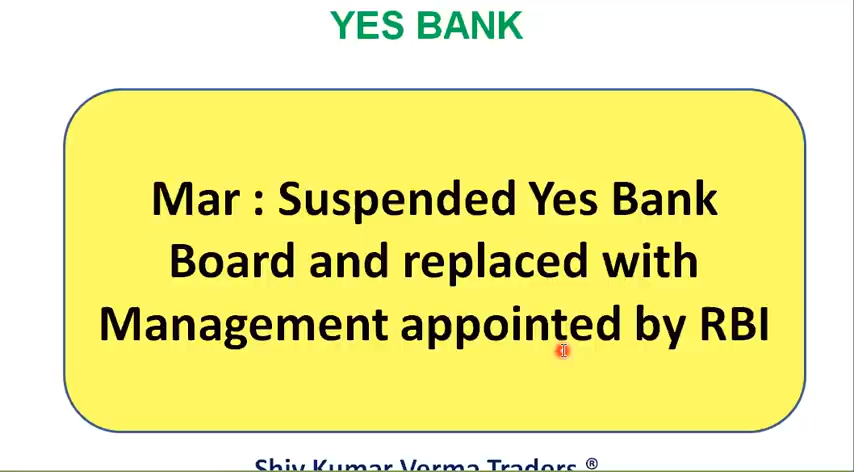 YES BANK
Mar : Suspended Yes Bank
Board and replaced with
Management appointed by RBI
Shiv Kumar Verma Traders ®